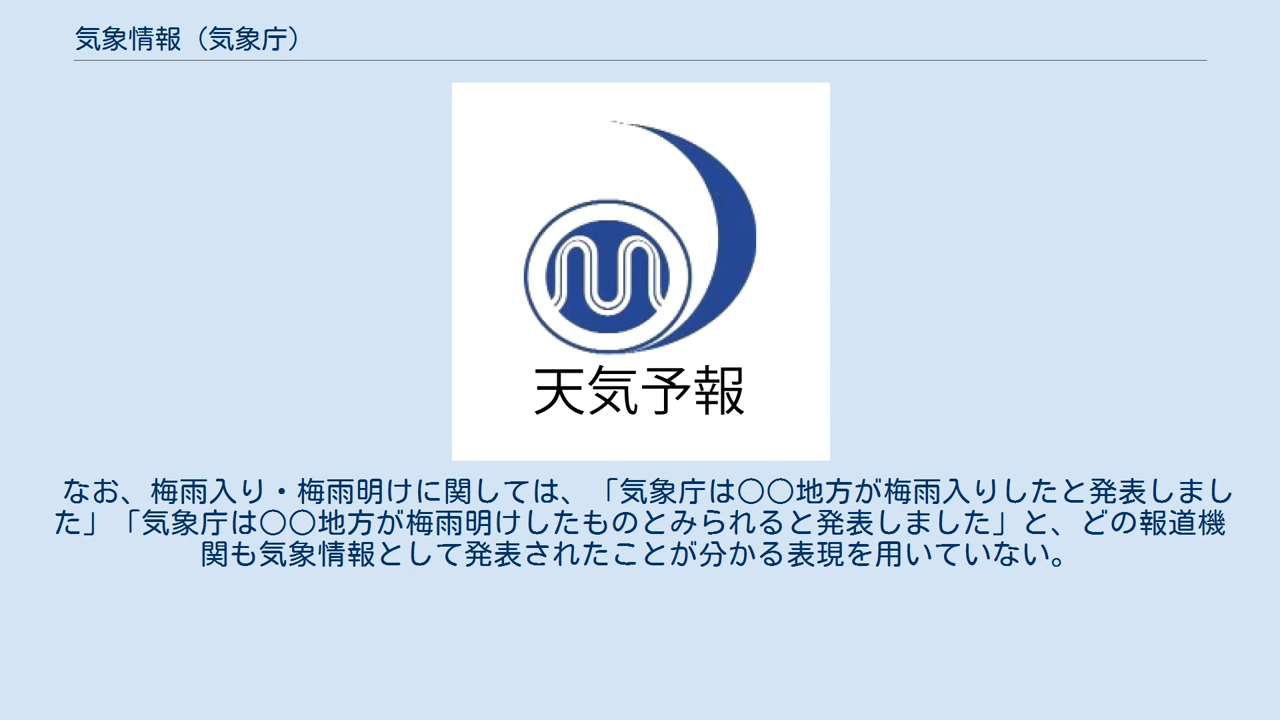 気象情報（気象庁）
天気予報
なお、梅雨入り・梅雨明けに関しては、「気象庁は〇〇地方が梅雨入りしたと発表しまし
た」「気象庁は〇〇地方が梅雨明けしたものとみられると発表しました」と、どの報道機
関も気象情報として発表されたことが分かる表現を用いていない。